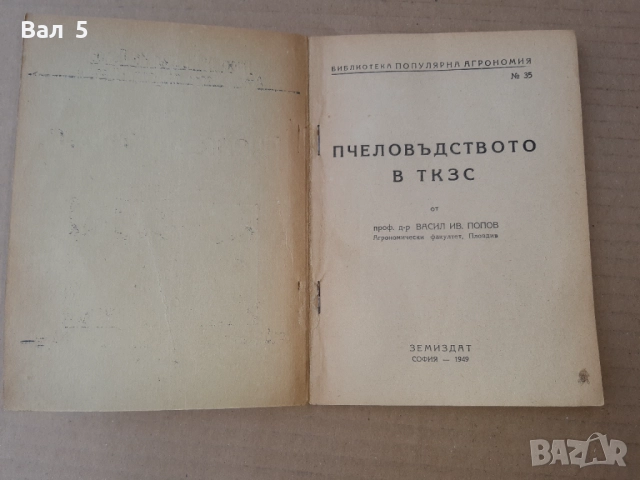 Вал 5
БИБЛИОТЕКА ПОПУЛЯРНА АГРОНОМИЯ
№ 35
ПЧЕЛОВЪДСТВОТО
В ТКЗС
от
проф. д-р ВАСИЛ ИВ. ПОПОВ
Агрономически факултет, Пловдив
ЗЕМИЗДАТ
СОФИЯ — 1949
BAZAR